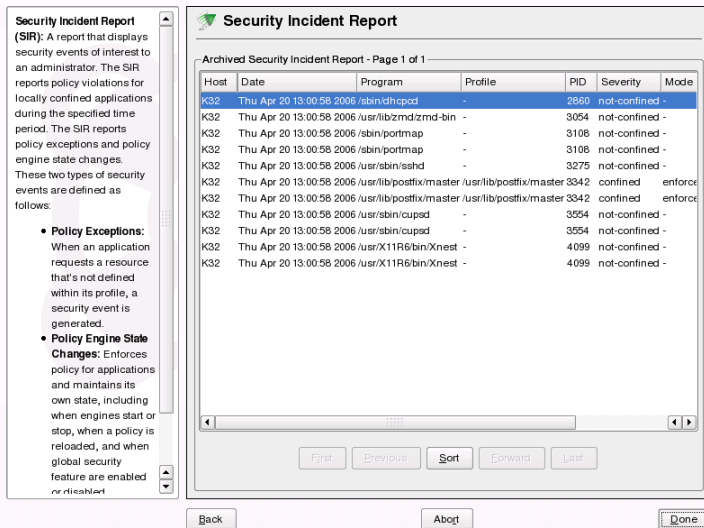 Security Incident Report
(SIR): A report that displays
security events of interest to
an administrator. The SIR
reports policy violations for
locally confined applications
during the specified time
period. The SIR reports
policy exceptions and policy
engine state changes.
These two types of security
events are defined as
follows:
• Policy Exceptions:
When an application
requests a resource
that's not defined
within its profile, a
security event is
generated.
• Policy Engine State
Changes: Enforces
policy for applications
and maintains its
own state, including
when engines start or
stop, when a policy is
reloaded, and when
global security
feature are enabled
or disabled
Security Incident Report
Archived Security Incident Report - Page 1 of 1
Host Date Program Profile PID Severity Mode
K32 Thu Apr 20 13:00:58 2006 /sbin/dhcpcd - 2860 not-confined -
K32 Thu Apr 20 13:00:58 2006 /usr/lib/zmd/zmd-bin - 3054 not-confined -
K32 Thu Apr 20 13:00:58 2006 /sbin/portmap - 3108 not-confined -
K32 Thu Apr 20 13:00:58 2006 /sbin/portmap - 3108 not-confined -
K32 Thu Apr 20 13:00:58 2006 /usr/sbin/sshd - 3275 not-confined -
K32 Thu Apr 20 13:00:58 2006 /usr/lib/postfix/master /usr/lib/postfix/master 3342 confined enforce
K32 Thu Apr 20 13:00:58 2006 /usr/lib/postfix/master /usr/lib/postfix/master 3342 confined enforce
K32 Thu Apr 20 13:00:58 2006 /usr/sbin/cupsd - 3554 not-confined -
K32 Thu Apr 20 13:00:58 2006 /usr/sbin/cupsd - 3554 not-confined -
K32 Thu Apr 20 13:00:58 2006 /usr/X11R6/bin/Xnest - 4099 not-confined -
K32 Thu Apr 20 13:00:58 2006 /usr/X11R6/bin/Xnest - 4099 not-confined -
First Previous Sort Forward Last
Back Abort Done